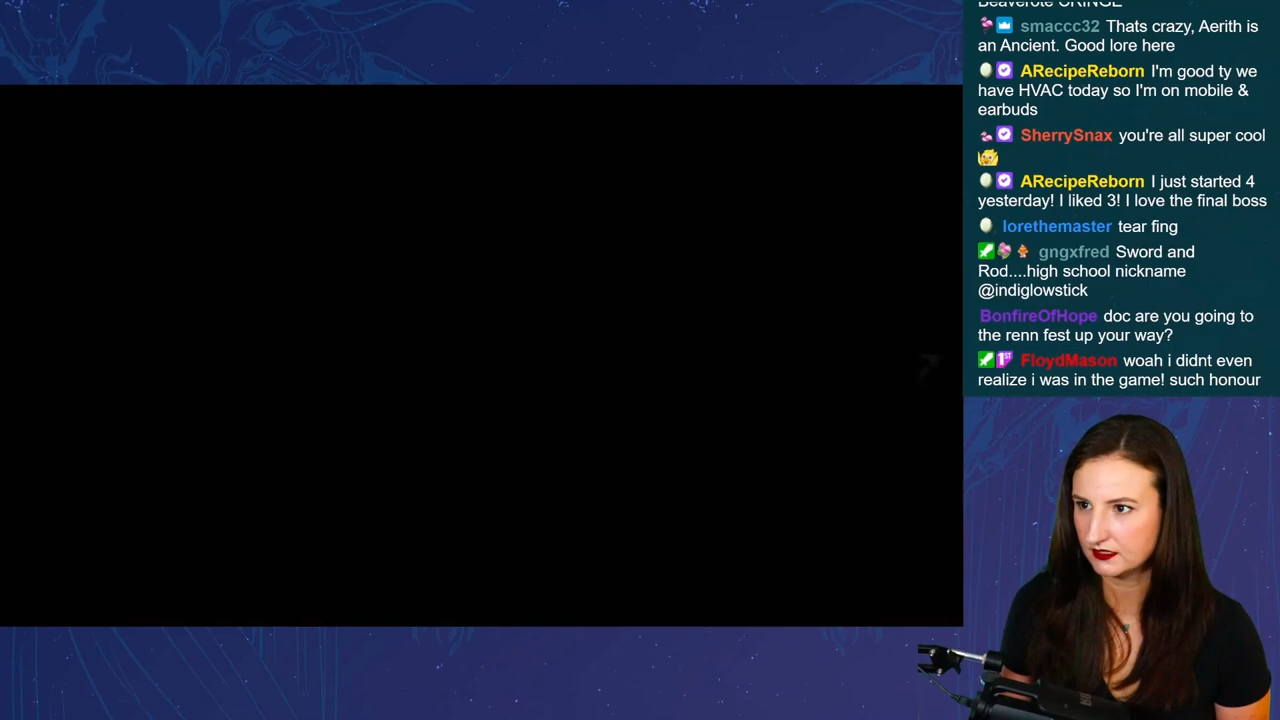 Beaverote CRINGE
smaccc32 Thats crazy, Aerith is
an Ancient. Good lore here
ARecipeReborn I'm good ty we
have HVAC today so I'm on mobile &
earbuds
SherrySnax you're all super cool
ARecipeReborn I just started 4
yesterday! I liked 3! I love the final boss
lorethemaster tear fing
gngxfred Sword and
Rod....high school nickname
@indiglowstick
BonfireOfHope doc are you going to
the renn fest up your way?
1ST FloydMason woah i didnt even
realize i was in the game! such honour